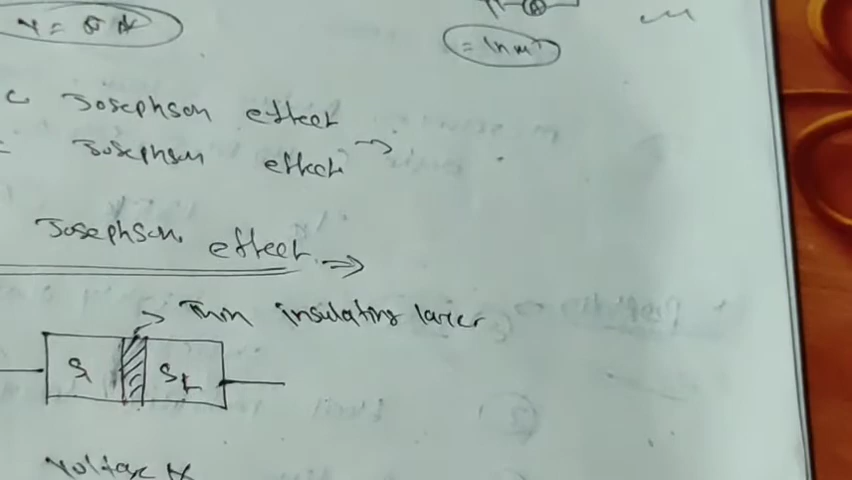 = 1nm
c Josephson effect
Josephson effect →
Josephson effect. →
→ Thin insulating layer
S₁ S₂
voltage